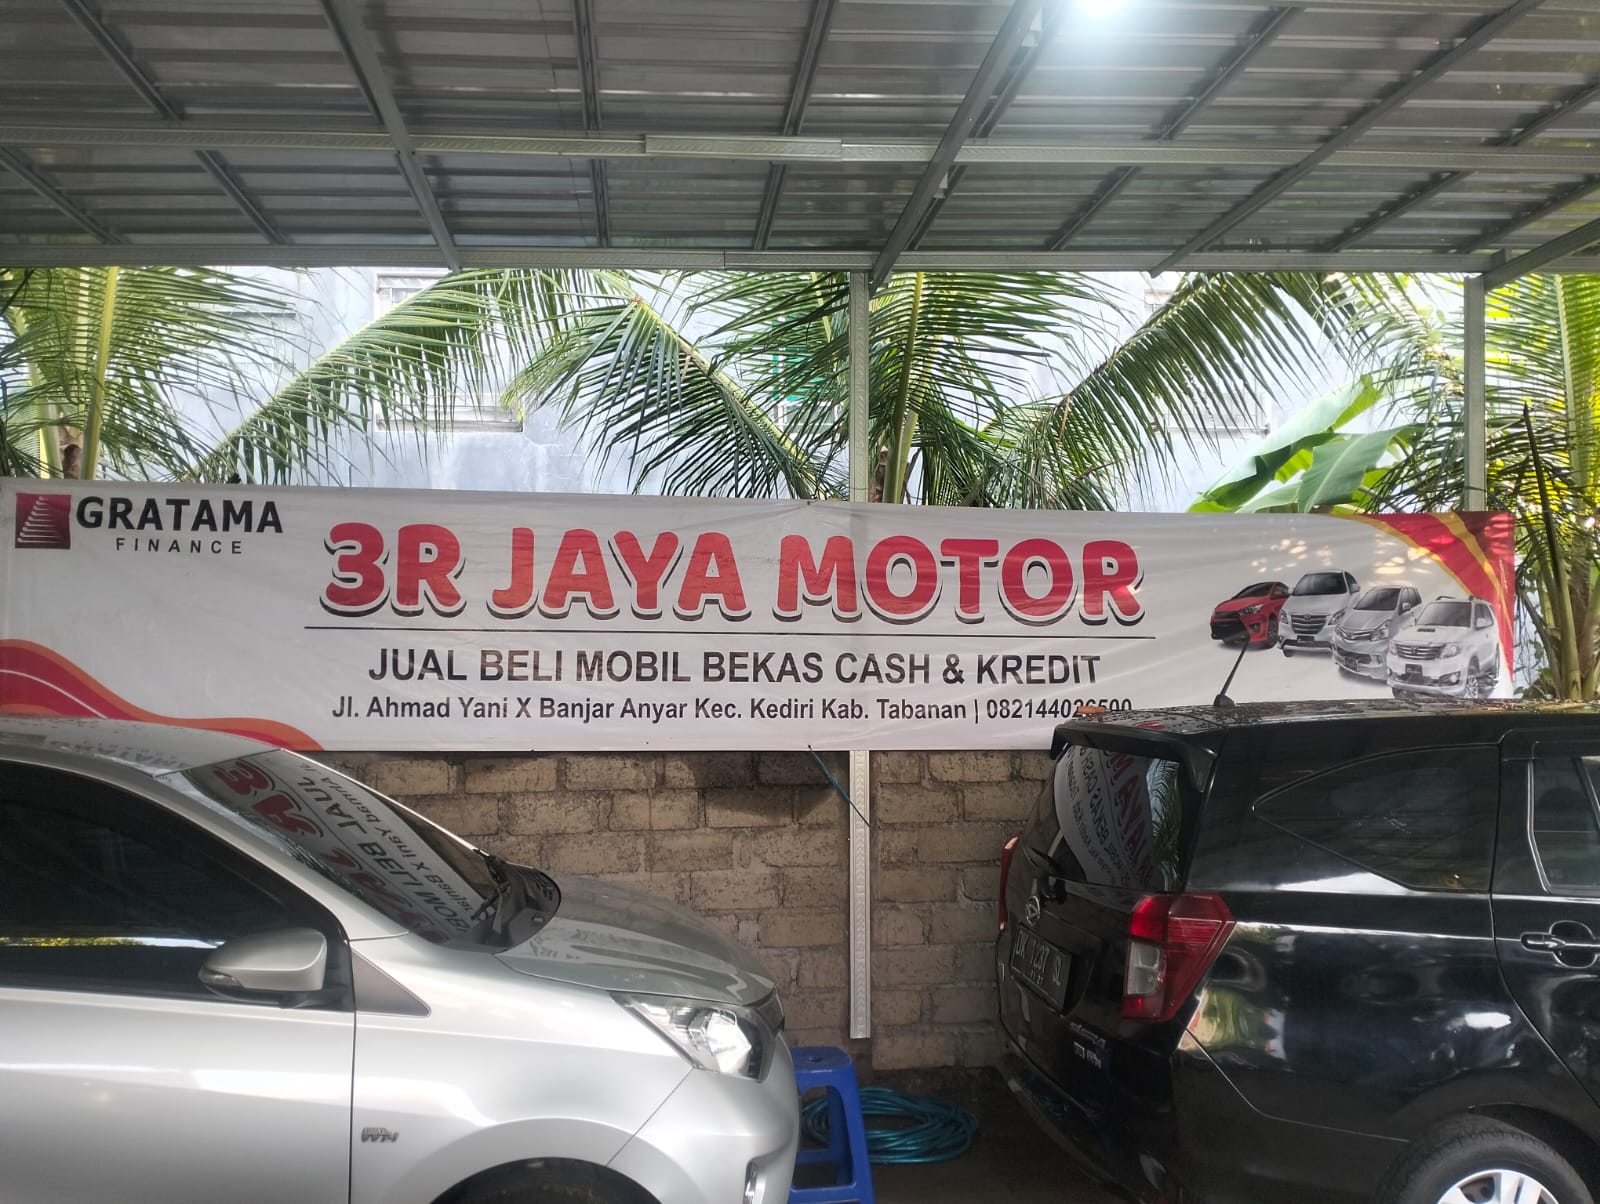 GRATAMA
FINANCE
3R JAYA MOTOR
JUAL BELI MOBIL BEKAS CASH & KREDIT
Jl. Ahmad Yani X Banjar Anyar Kec. Kediri Kab. Tabanan |